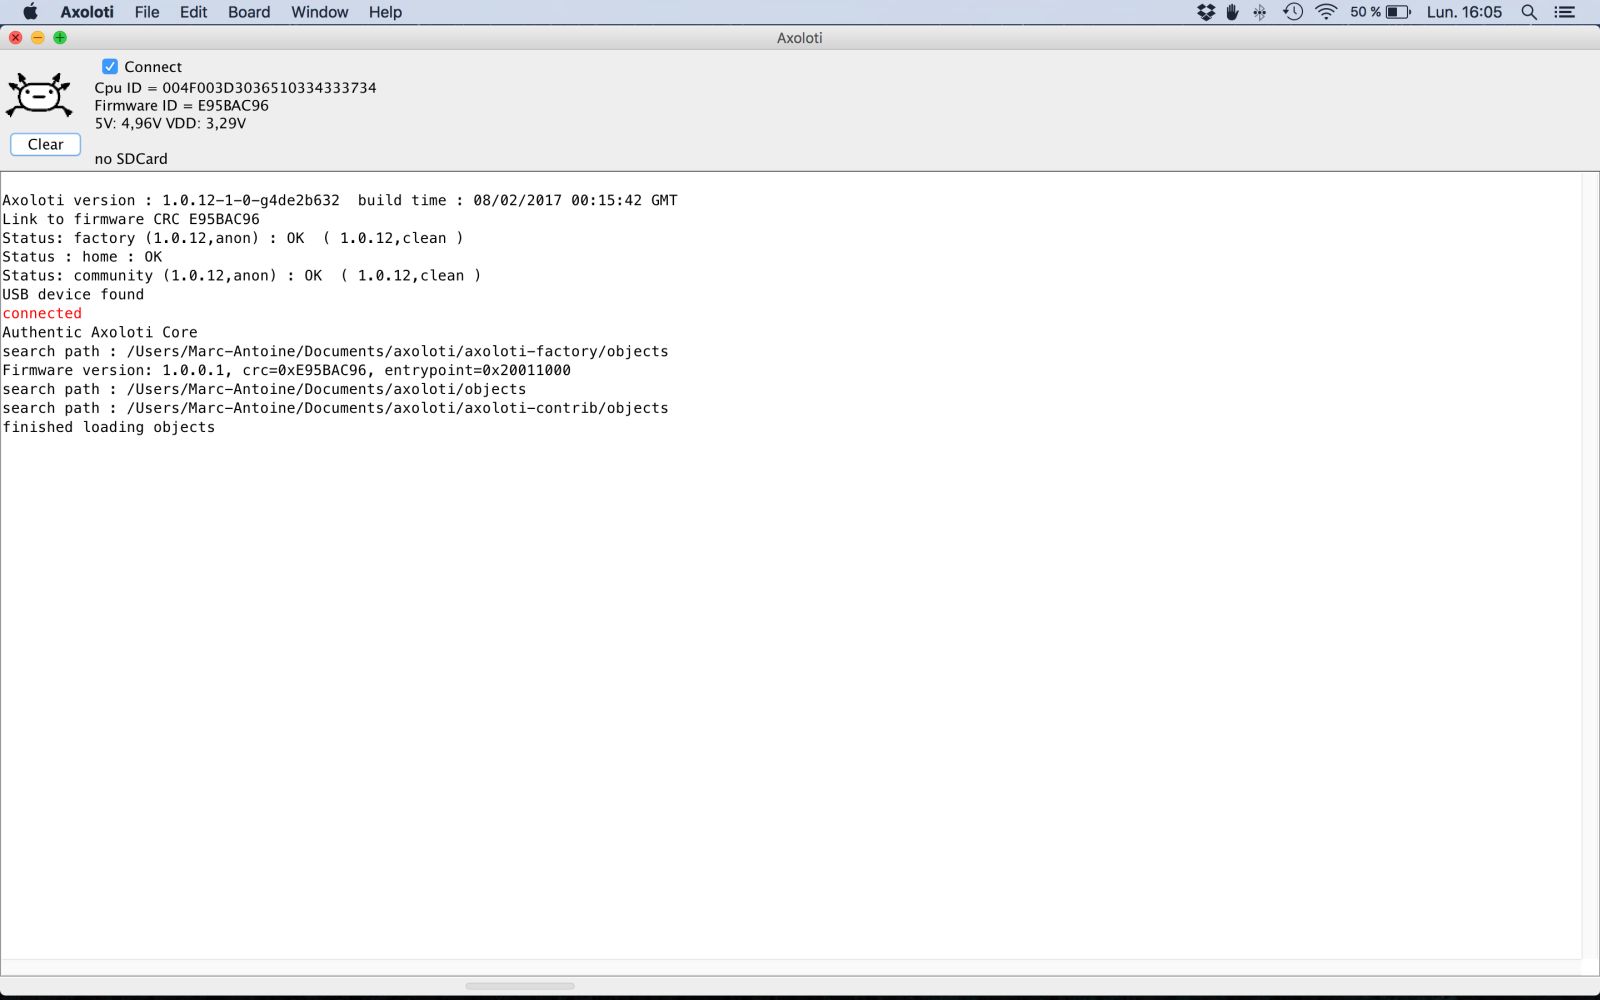 Axoloti File Edit Board Window Help 50 % Lun. 16:05
Axoloti
Connect
Cpu ID = 004F003D3036510334333734
Firmware ID = E95BAC96
5V: 4,96V VDD: 3,29V
Clear
no SDCard
Axoloti version : 1.0.12-1-0-g4de2b632  build time : 08/02/2017 00:15:42 GMT
Link to firmware CRC E95BAC96
Status: factory (1.0.12,anon) : OK  ( 1.0.12,clean )
Status : home : OK
Status: community (1.0.12,anon) : OK  ( 1.0.12,clean )
USB device found
connected
Authentic Axoloti Core
search path : /Users/Marc-Antoine/Documents/axoloti/axoloti-factory/objects
Firmware version: 1.0.0.1, crc=0xE95BAC96, entrypoint=0x20011000
search path : /Users/Marc-Antoine/Documents/axoloti/objects
search path : /Users/Marc-Antoine/Documents/axoloti/axoloti-contrib/objects
finished loading objects